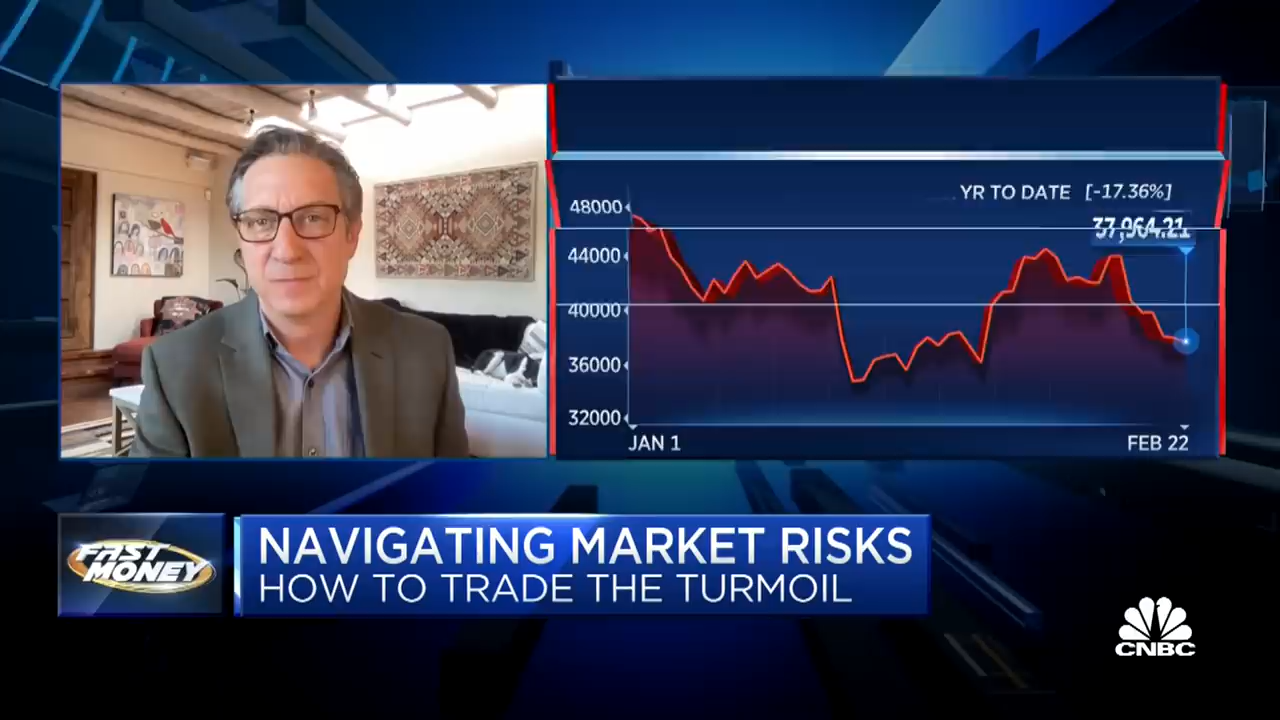 YR TO DATE [-17.36%]
37,964.21
48000
44000
40000
36000
32000
JAN 1
FEB 22
FAST
MONEY
NAVIGATING MARKET RISKS
HOW TO TRADE THE TURMOIL
CNBC